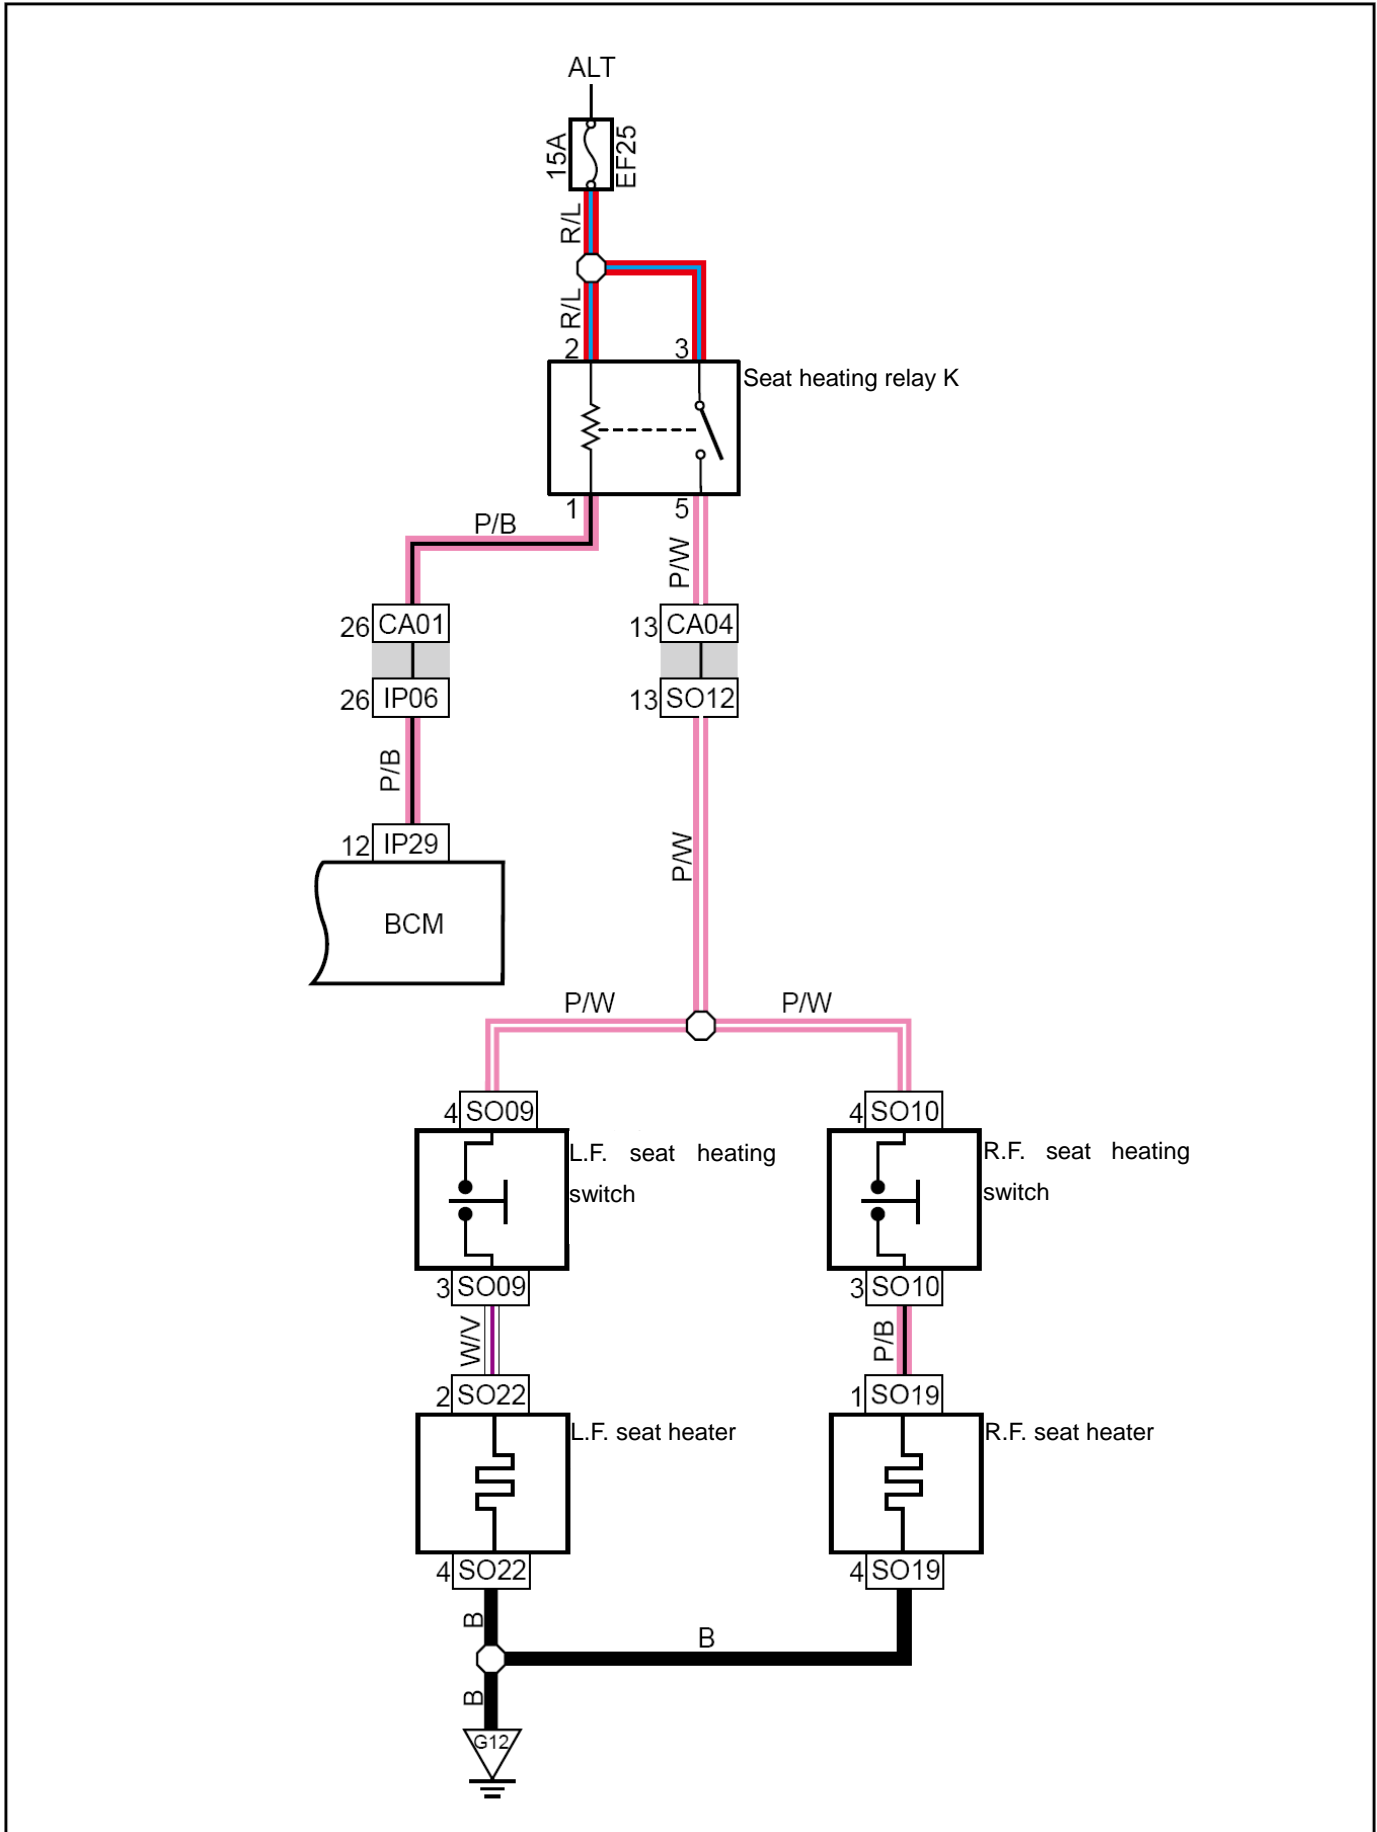 ALT
15A
EF25
R/L
R/L
2
3
Seat heating relay K
1
5
P/B
P/W
26 CA01
13 CA04
26 IP06
13 SO12
P/B
P/W
12 IP29
BCM
P/W
P/W
4 SO09
4 SO10
L.F. seat heating
switch
R.F. seat heating
switch
3 SO09
3 SO10
W/V
P/B
2 SO22
1 SO19
L.F. seat heater
R.F. seat heater
4 SO22
4 SO19
B
B
B
G12